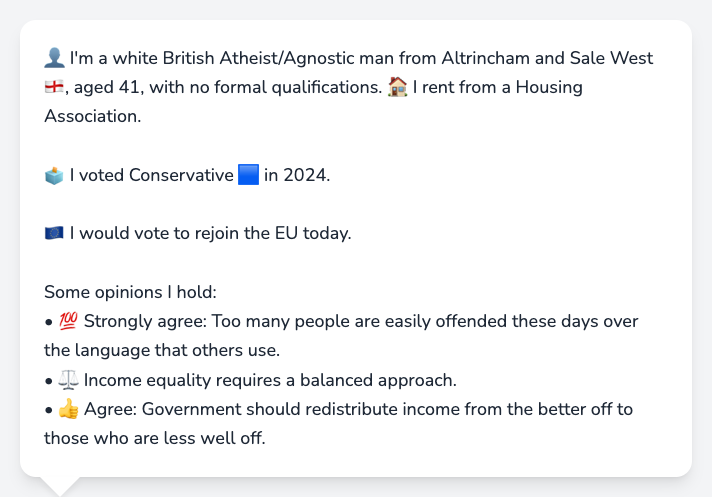 👤 I'm a white British Atheist/Agnostic man from Altrincham and Sale West
🏴󠁧󠁢󠁥󠁮󠁧󠁿, aged 41, with no formal qualifications. 🏠 I rent from a Housing
Association.
🗳️ I voted Conservative 🟦 in 2024.
🇪🇺 I would vote to rejoin the EU today.
Some opinions I hold:
• 💯 Strongly agree: Too many people are easily offended these days over
the language that others use.
• ⚖️ Income equality requires a balanced approach.
• 👍 Agree: Government should redistribute income from the better off to
those who are less well off.